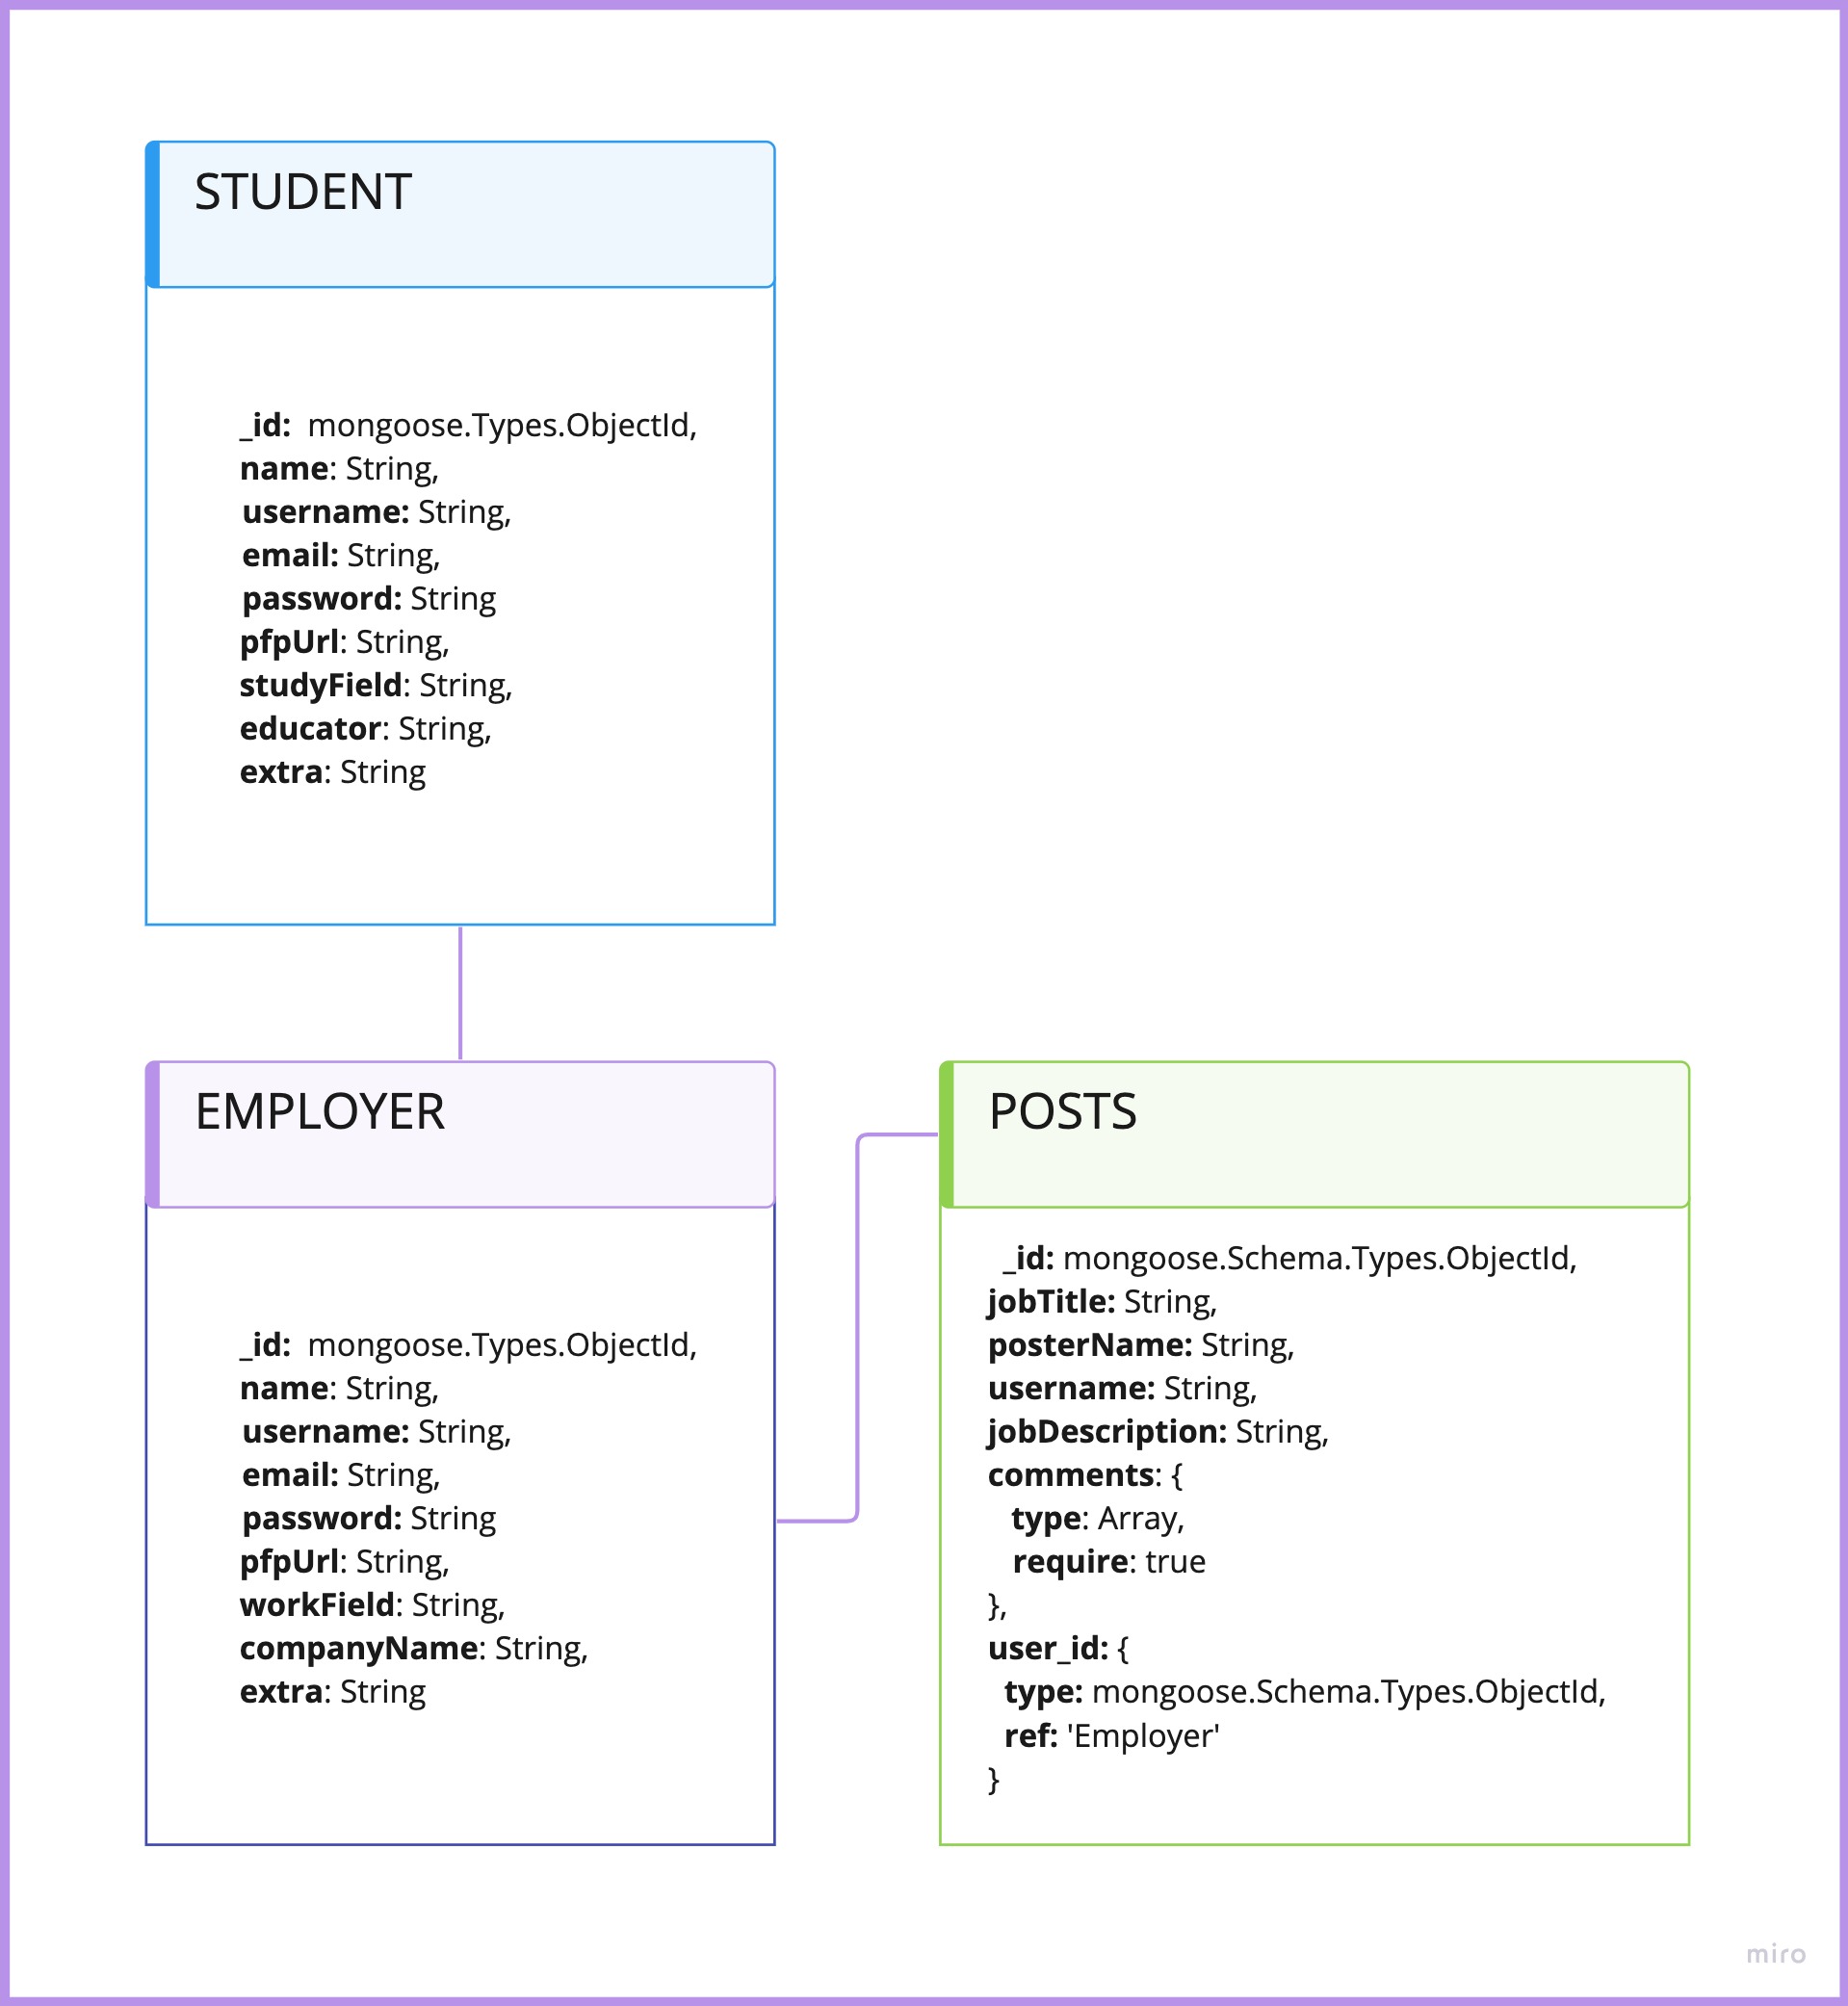 STUDENT
_id:  mongoose.Types.ObjectId,
name: String,
username: String,
email: String,
password: String
pfpUrl: String,
studyField: String,
educator: String,
extra: String
EMPLOYER
_id:  mongoose.Types.ObjectId,
name: String,
username: String,
email: String,
password: String
pfpUrl: String,
workField: String,
companyName: String,
extra: String
POSTS
_id: mongoose.Schema.Types.ObjectId,
jobTitle: String,
posterName: String,
username: String,
jobDescription: String,
comments: {
type: Array,
require: true
},
user_id: {
type: mongoose.Schema.Types.ObjectId,
ref: 'Employer'
}
miro